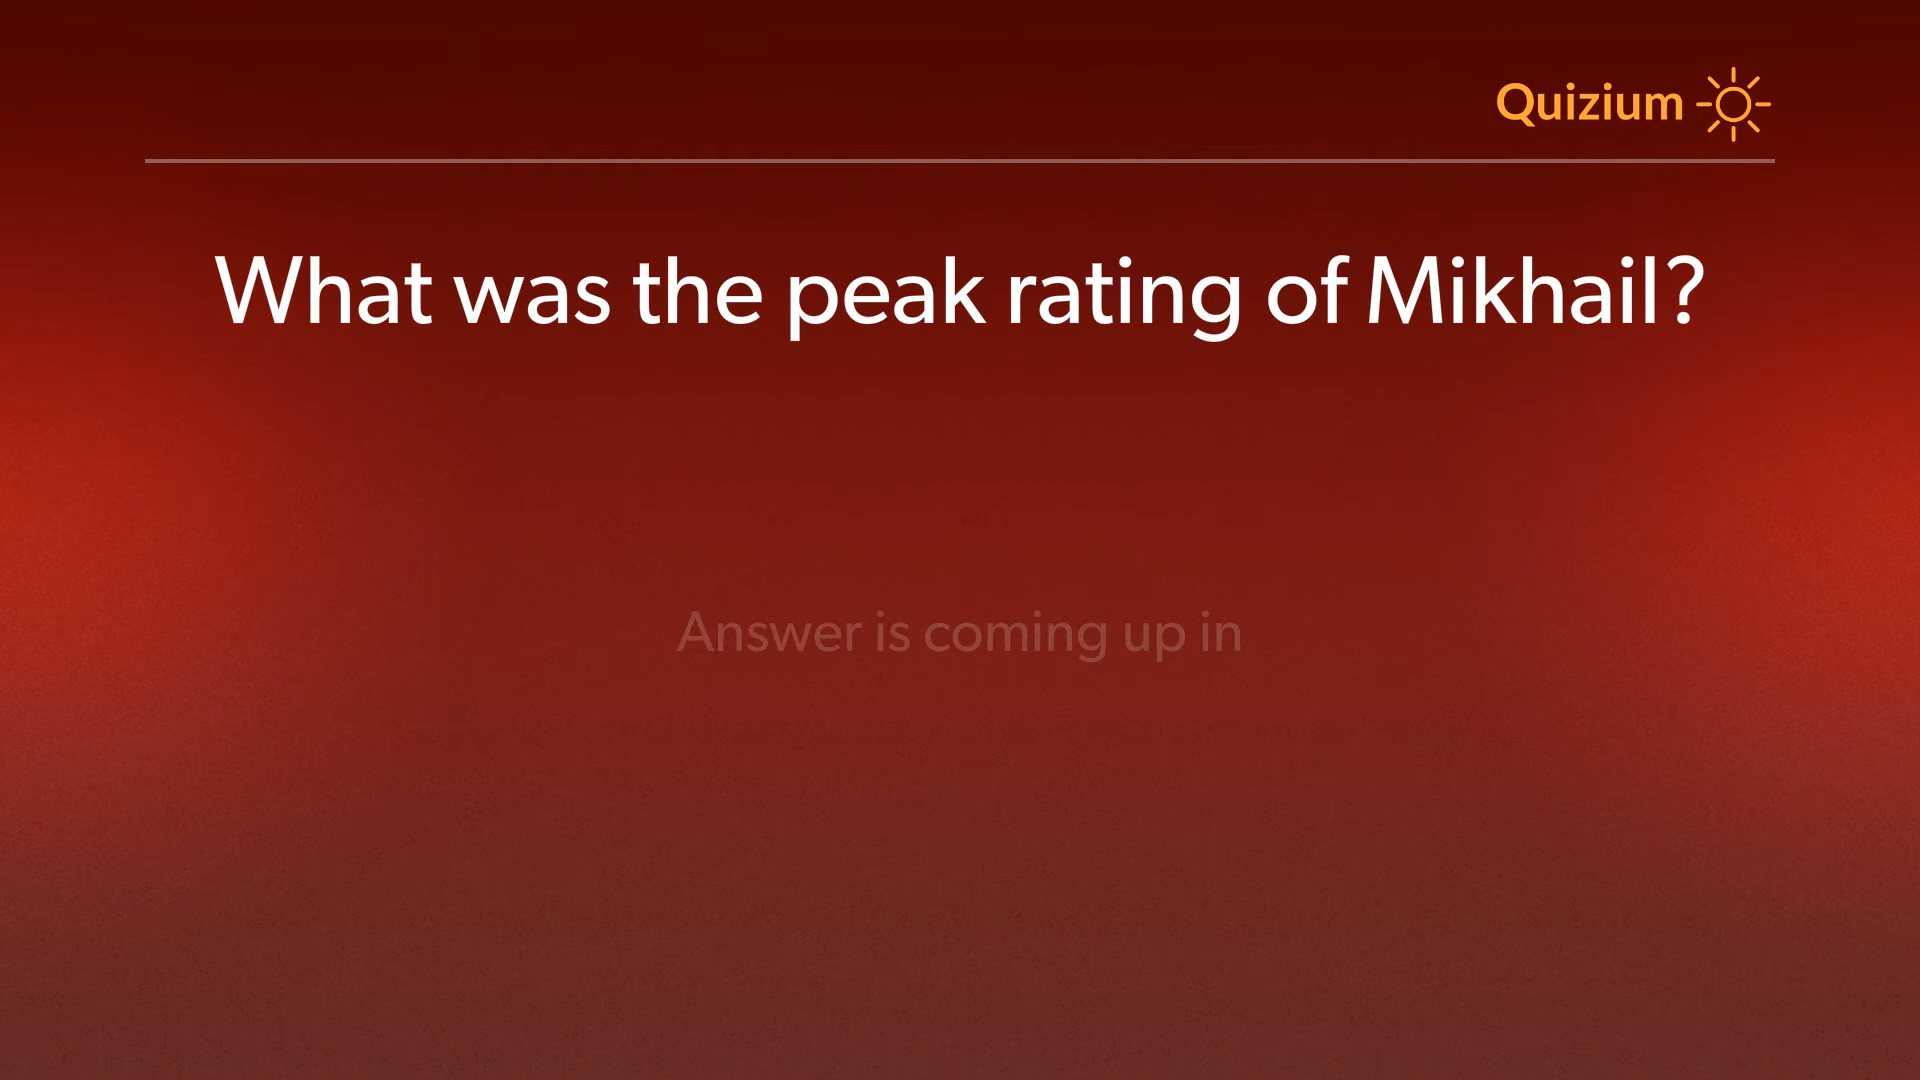 Quizium
What was the peak rating of Mikhail?
Answer is coming up in